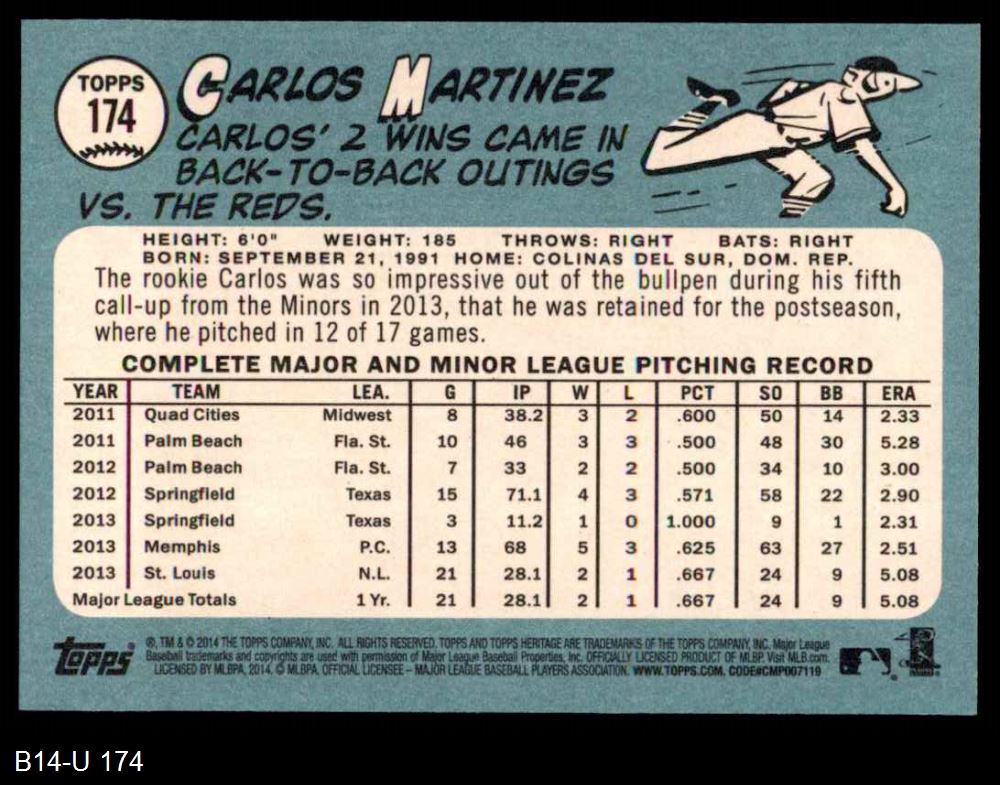 TOPPS
174
CARLOS MARTINEZ
CARLOS' 2 WINS CAME IN
BACK-TO-BACK OUTINGS
VS. THE REDS.
HEIGHT: 6'0" WEIGHT: 185 THROWS: RIGHT BATS: RIGHT
BORN: SEPTEMBER 21, 1991 HOME: COLINAS DEL SUR, DOM. REP.
The rookie Carlos was so impressive out of the bullpen during his fifth
call-up from the Minors in 2013, that he was retained for the postseason,
where he pitched in 12 of 17 games.
COMPLETE MAJOR AND MINOR LEAGUE PITCHING RECORD
YEAR TEAM LEA. G IP W L PCT SO BB ERA
2011 Quad Cities Midwest 8 38.2 3 2 .600 50 14 2.33
2011 Palm Beach Fla. St. 10 46 3 3 .500 48 30 5.28
2012 Palm Beach Fla. St. 7 33 2 2 .500 34 10 3.00
2012 Springfield Texas 15 71.1 4 3 .571 58 22 2.90
2013 Springfield Texas 3 11.2 1 0 1.000 9 1 2.31
2013 Memphis P.C. 13 68 5 3 .625 63 27 2.51
2013 St. Louis N.L. 21 28.1 2 1 .667 24 9 5.08
Major League Totals 1 Yr. 21 28.1 2 1 .667 24 9 5.08
topps
®, TM & © 2014 THE TOPPS COMPANY, INC. ALL RIGHTS RESERVED. TOPPS AND TOPPS HERITAGE ARE TRADEMARKS OF THE TOPPS COMPANY, INC. Major League
Baseball trademarks and copyrights are used with permission of Major League Baseball Properties, Inc. OFFICIALLY LICENSED PRODUCT OF MLBP. Visit MLB.com.
LICENSED BY MLBPA, 2014. © MLBPA, OFFICIAL LICENSEE – MAJOR LEAGUE BASEBALL PLAYERS ASSOCIATION. WWW.TOPPS.COM. CODE#CMP007119
B14-U 174